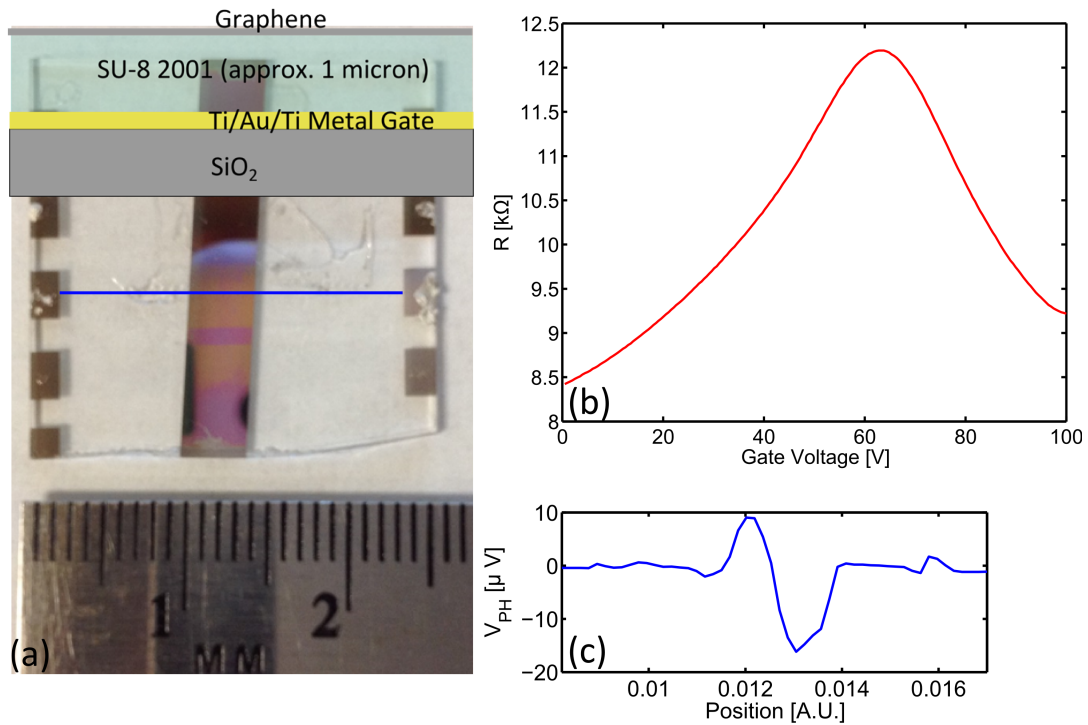 Graphene
SU-8 2001 (approx. 1 micron)
Ti/Au/Ti Metal Gate
SiO₂
1 2
MM
(a)
12.5
12
11.5
11
10.5
10
9.5
9
8.5
8
R [kΩ]
(b)
0 20 40 60 80 100
Gate Voltage [V]
10
0
−10
−20
V_PH [µ V]
(c)
0.01 0.012 0.014 0.016
Position [A.U.]